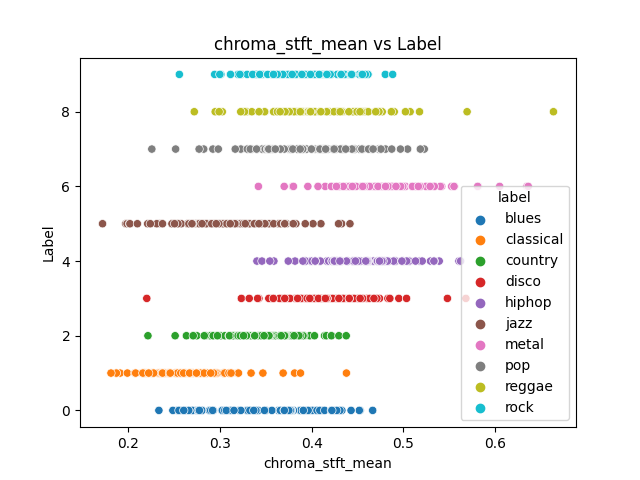 chroma_stft_mean vs Label
Label
8
6
4
2
0
0.2 0.3 0.4 0.5 0.6
chroma_stft_mean
label
blues
classical
country
disco
hiphop
jazz
metal
pop
reggae
rock